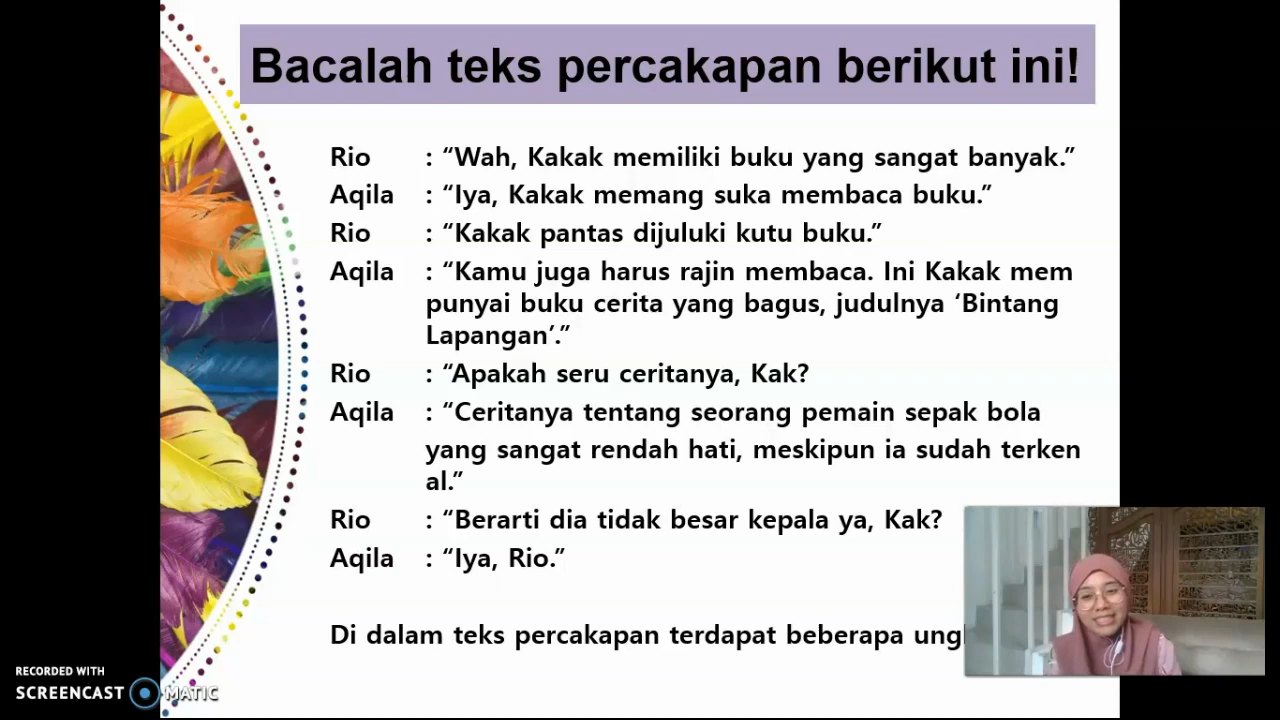 Bacalah teks percakapan berikut ini!
Rio : “Wah, Kakak memiliki buku yang sangat banyak.”
Aqila : “Iya, Kakak memang suka membaca buku.”
Rio : “Kakak pantas dijuluki kutu buku.”
Aqila : “Kamu juga harus rajin membaca. Ini Kakak mem
punyai buku cerita yang bagus, judulnya ‘Bintang
Lapangan’.”
Rio : “Apakah seru ceritanya, Kak?
Aqila : “Ceritanya tentang seorang pemain sepak bola
yang sangat rendah hati, meskipun ia sudah terken
al.”
Rio : “Berarti dia tidak besar kepala ya, Kak?
Aqila : “Iya, Rio.”
Di dalam teks percakapan terdapat beberapa
RECORDED WITH
SCREENCAST MATIC